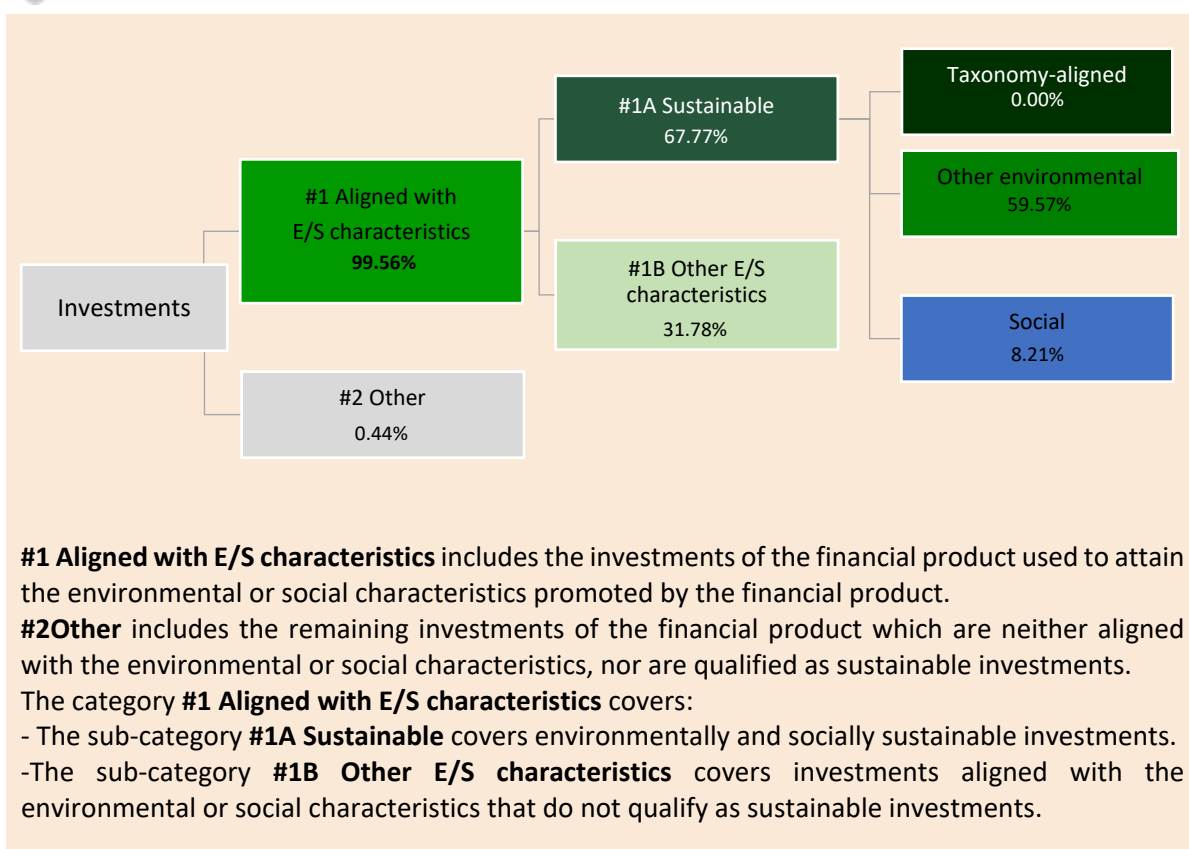 Investments
#1 Aligned with
E/S characteristics
99.56%
#2 Other
0.44%
#1A Sustainable
67.77%
#1B Other E/S
characteristics
31.78%
Taxonomy-aligned
0.00%
Other environmental
59.57%
Social
8.21%
#1 Aligned with E/S characteristics includes the investments of the financial product used to attain
the environmental or social characteristics promoted by the financial product.
#2Other includes the remaining investments of the financial product which are neither aligned
with the environmental or social characteristics, nor are qualified as sustainable investments.
The category #1 Aligned with E/S characteristics covers:
- The sub-category #1A Sustainable covers environmentally and socially sustainable investments.
-The sub-category #1B Other E/S characteristics covers investments aligned with the
environmental or social characteristics that do not qualify as sustainable investments.